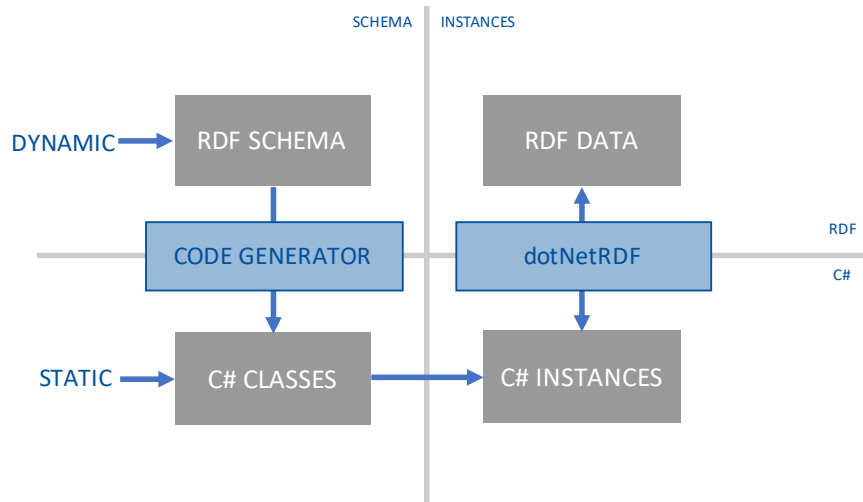 SCHEMA
INSTANCES
DYNAMIC
RDF SCHEMA
RDF DATA
RDF
CODE GENERATOR
dotNetRDF
C#
STATIC
C# CLASSES
C# INSTANCES